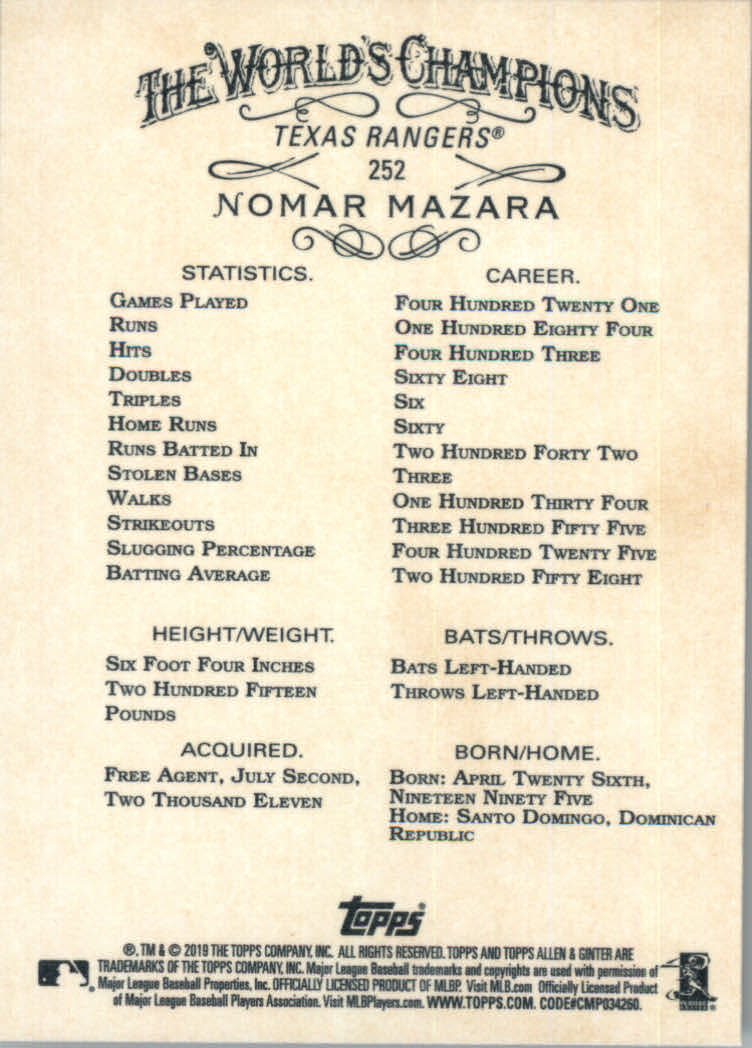 THE WORLD'S CHAMPIONS
TEXAS RANGERS®
252
NOMAR MAZARA
STATISTICS.
GAMES PLAYED
RUNS
HITS
DOUBLES
TRIPLES
HOME RUNS
RUNS BATTED IN
STOLEN BASES
WALKS
STRIKEOUTS
SLUGGING PERCENTAGE
BATTING AVERAGE
CAREER.
FOUR HUNDRED TWENTY ONE
ONE HUNDRED EIGHTY FOUR
FOUR HUNDRED THREE
SIXTY EIGHT
SIX
SIXTY
TWO HUNDRED FORTY TWO
THREE
ONE HUNDRED THIRTY FOUR
THREE HUNDRED FIFTY FIVE
FOUR HUNDRED TWENTY FIVE
TWO HUNDRED FIFTY EIGHT
HEIGHT/WEIGHT.
SIX FOOT FOUR INCHES
TWO HUNDRED FIFTEEN
POUNDS
BATS/THROWS.
BATS LEFT-HANDED
THROWS LEFT-HANDED
ACQUIRED.
FREE AGENT, JULY SECOND,
TWO THOUSAND ELEVEN
BORN/HOME.
BORN: APRIL TWENTY SIXTH,
NINETEEN NINETY FIVE
HOME: SANTO DOMINGO, DOMINICAN
REPUBLIC
topps®
®, TM & © 2019 THE TOPPS COMPANY, INC. ALL RIGHTS RESERVED. TOPPS AND TOPPS ALLEN & GINTER ARE
TRADEMARKS OF THE TOPPS COMPANY, INC. Major League Baseball trademarks and copyrights are used with permission of
Major League Baseball Properties, Inc. OFFICIALLY LICENSED PRODUCT OF MLBP. Visit MLB.com Officially Licensed Product
of Major League Baseball Players Association. Visit MLBPlayers.com. WWW.TOPPS.COM. CODE#CMP034260.